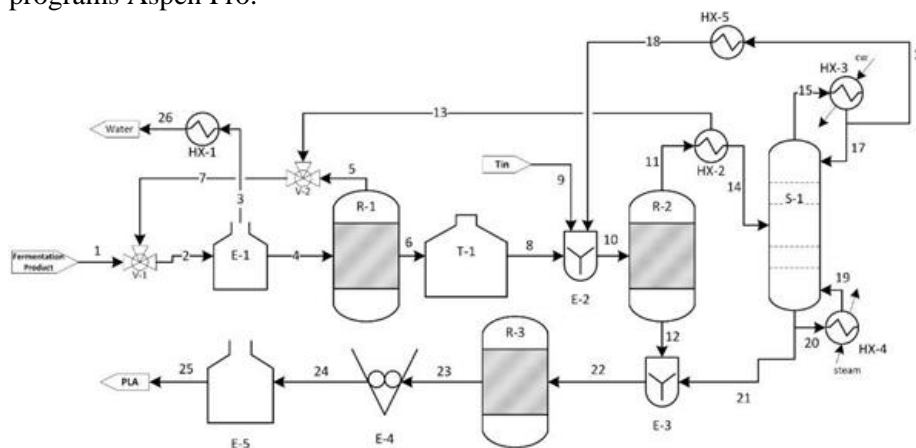 programs Aspen Pro.
HX-5
18
HX-3
cw
15
26
Water
HX-1
13
17
Tin
11
HX-2
7
5
V-2
9
14
3
R-1
R-2
S-1
Fermentation
Product
1
2
E-1
4
6
T-1
8
10
19
V-1
E-2
12
20
HX-4
R-3
steam
PLA
25
24
23
22
21
E-5
E-4
E-3